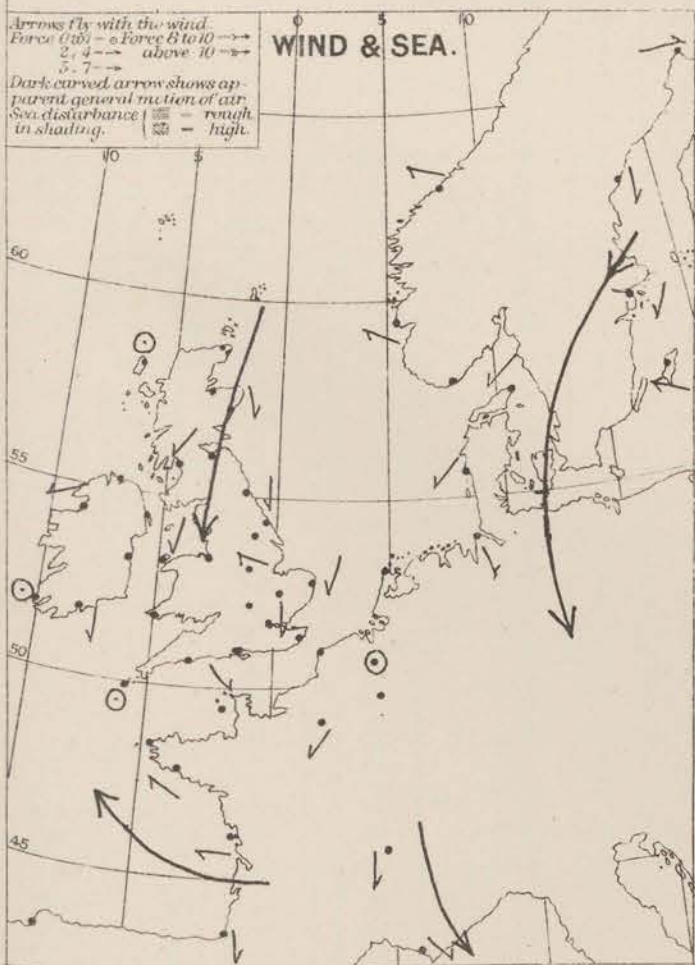 0 5 10
Arrows fly with the wind.
Force 0 to 1 – ⊙ Force 8 to 10
2, 4 above 10
5. 7
WIND & SEA.
Dark curved arrow shows ap-
parent general motion of air
Sea disturbance – rough
in shading. – high.
10 5
60
55
50
45